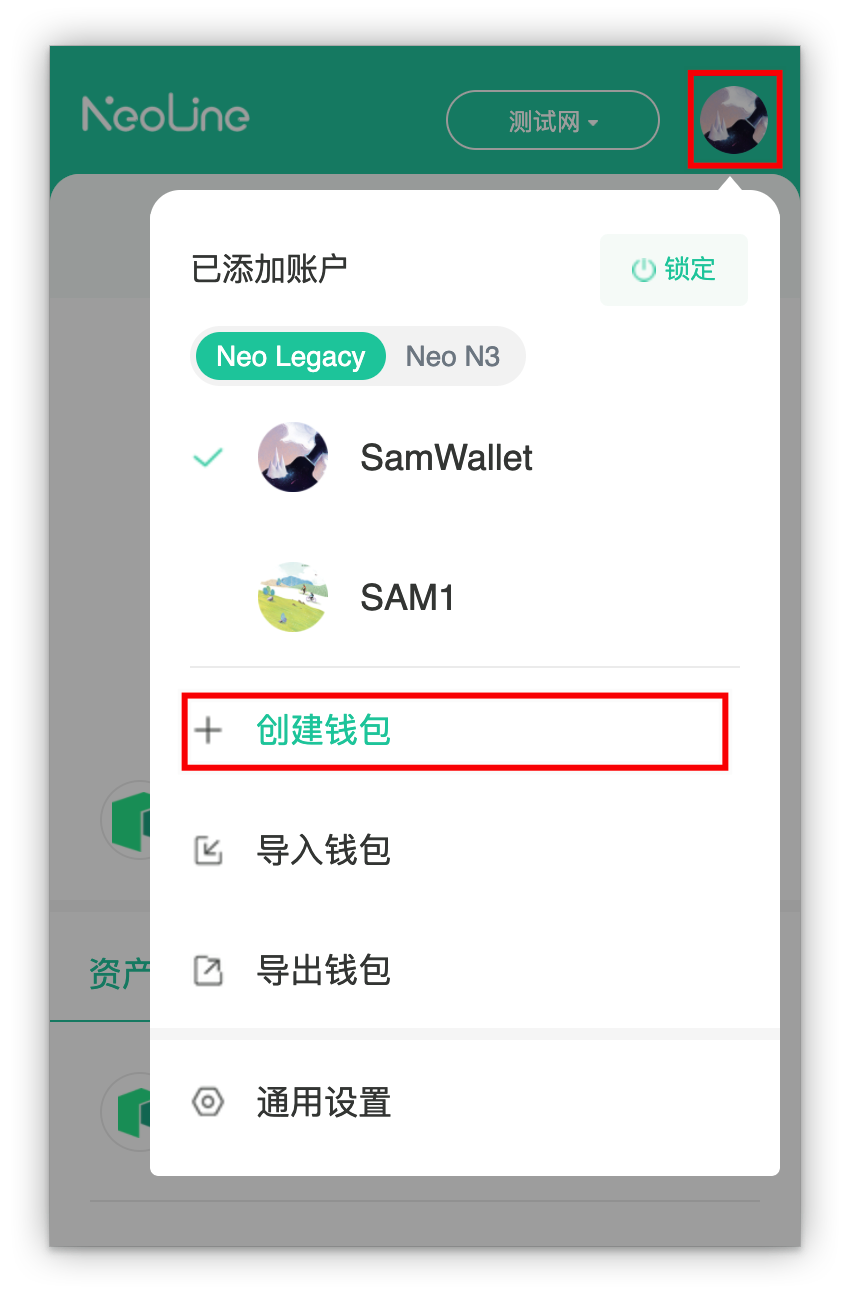 NeoLine
测试网
已添加账户
锁定
Neo Legacy
Neo N3
SamWallet
SAM1
创建钱包
导入钱包
导出钱包
资产
通用设置